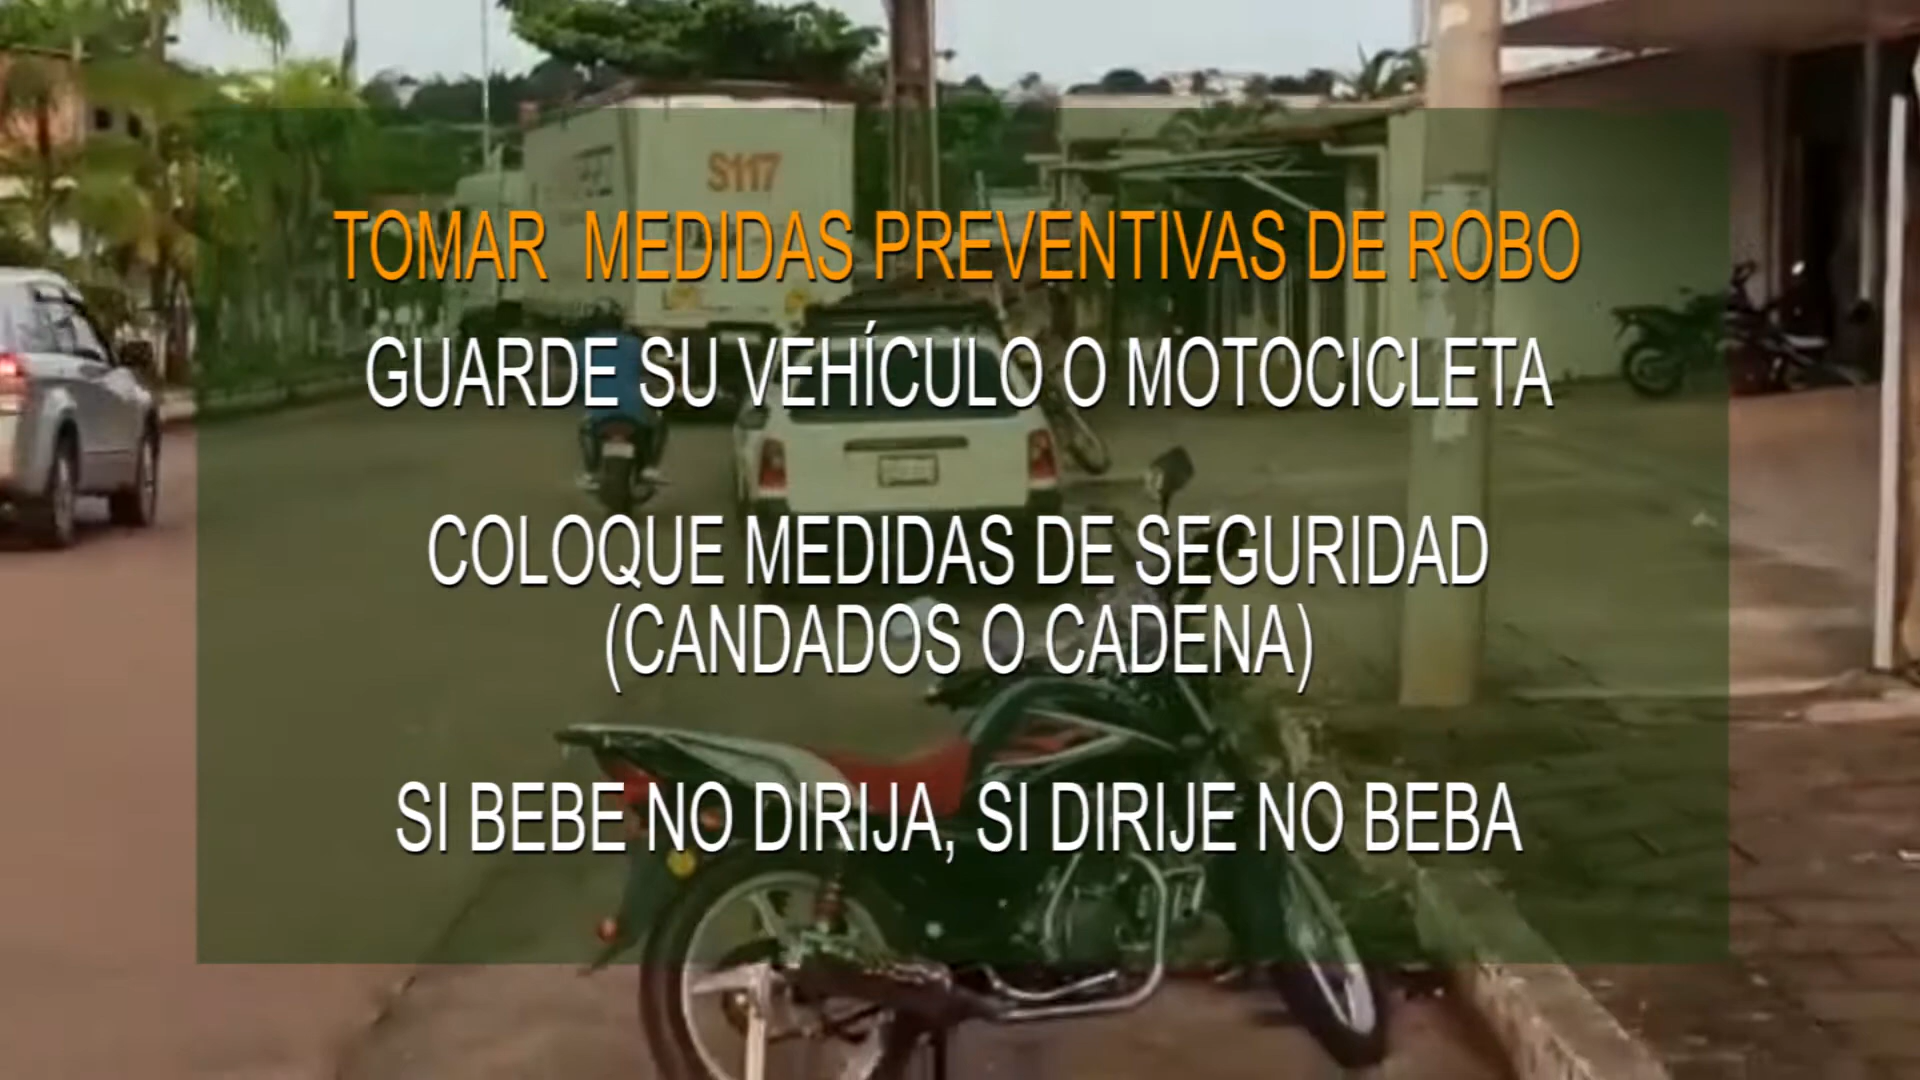 S117
TOMAR MEDIDAS PREVENTIVAS DE ROBO
GUARDE SU VEHÍCULO O MOTOCICLETA
COLOQUE MEDIDAS DE SEGURIDAD
(CANDADOS O CADENA)
SI BEBE NO DIRIJA, SI DIRIJE NO BEBA